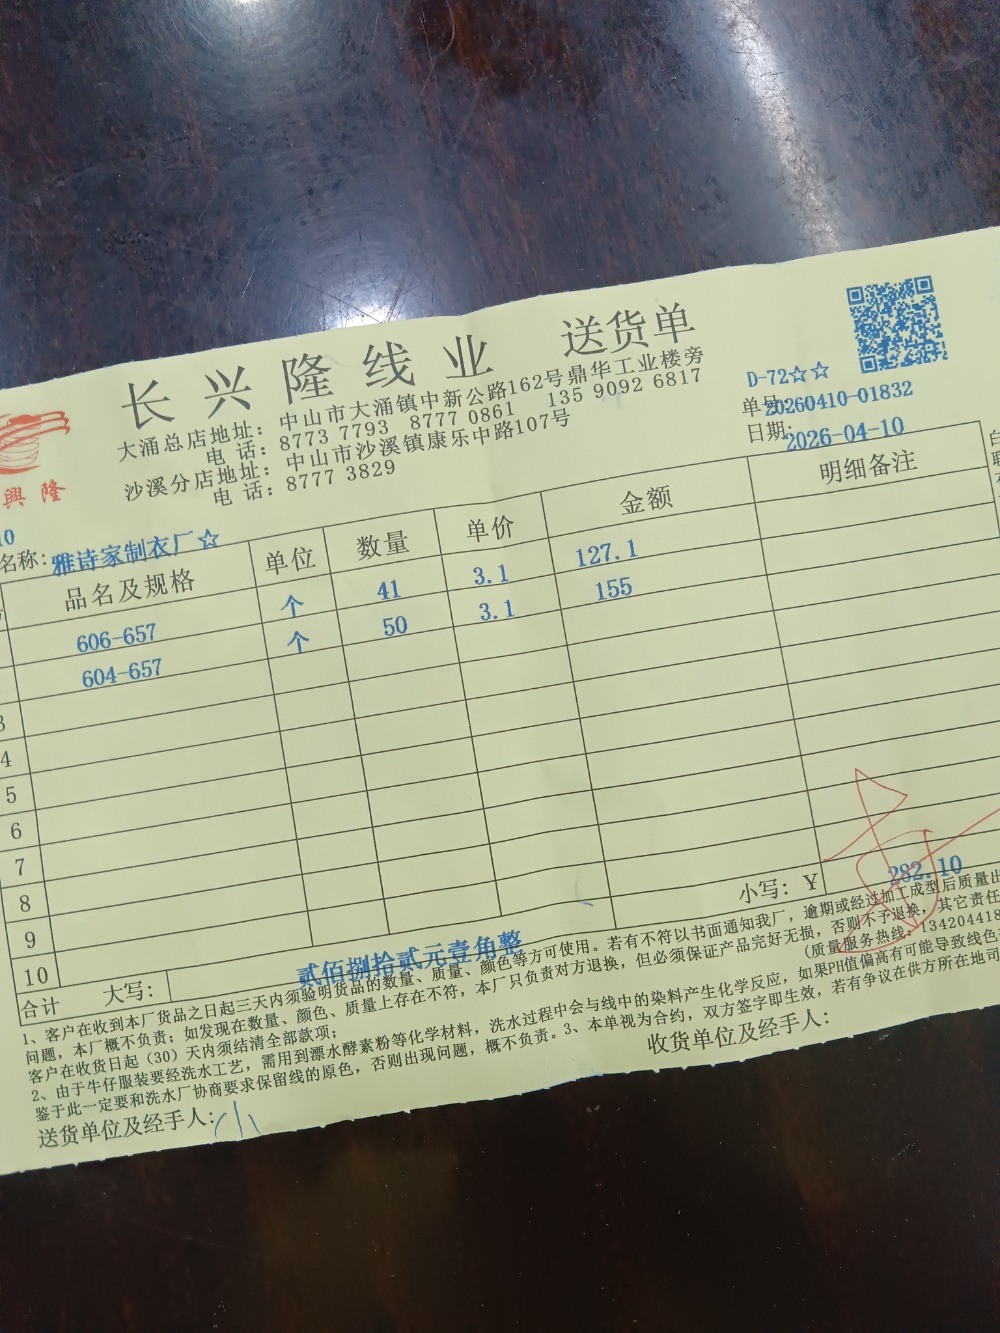 长兴隆线业 送货单
大涌总店地址: 中山市大涌镇中新公路162号鼎华工业楼旁
电 话: 8773 7793 8777 0861 135 9092 6817
沙溪分店地址: 中山市沙溪镇康乐中路107号
电 话: 8777 3829
興隆
D-72☆☆
单号:20260410-01832
日期:2026-04-10
10
名称: 雅诗家制衣厂☆
品名及规格 单位 数量 单价 金额 明细备注
606-657 个 41 3.1 127.1
604-657 个 50 3.1 155
3
4
5
6
7
8
9
10
小写: ¥ 282.10
合计 大写: 贰佰捌拾贰元壹角整
1、客户在收到本厂货品之日起三天内须验明货品的数量、质量、颜色等方可使用。若有不符以书面通知我厂,逾期或经过加工成型后质量出
问题,本厂概不负责;如发现在数量、颜色、质量上存在不符,本厂只负责对方退换,但必须保证产品完好无损,否则不予退换,其它责任
客户在收货日起(30)天内须结清全部款项; (质量服务热线:134204418
2、由于牛仔服装要经洗水工艺,需用到漂水酵素粉等化学材料,洗水过程中会与线中的染料产生化学反应,如果PH值偏高有可能导致线色
鉴于此一定要和洗水厂协商要求保留线的原色,否则出现问题,概不负责。3、本单视为合约,双方签字即生效,若有争议在供方所在地司
送货单位及经手人: 小
收货单位及经手人: